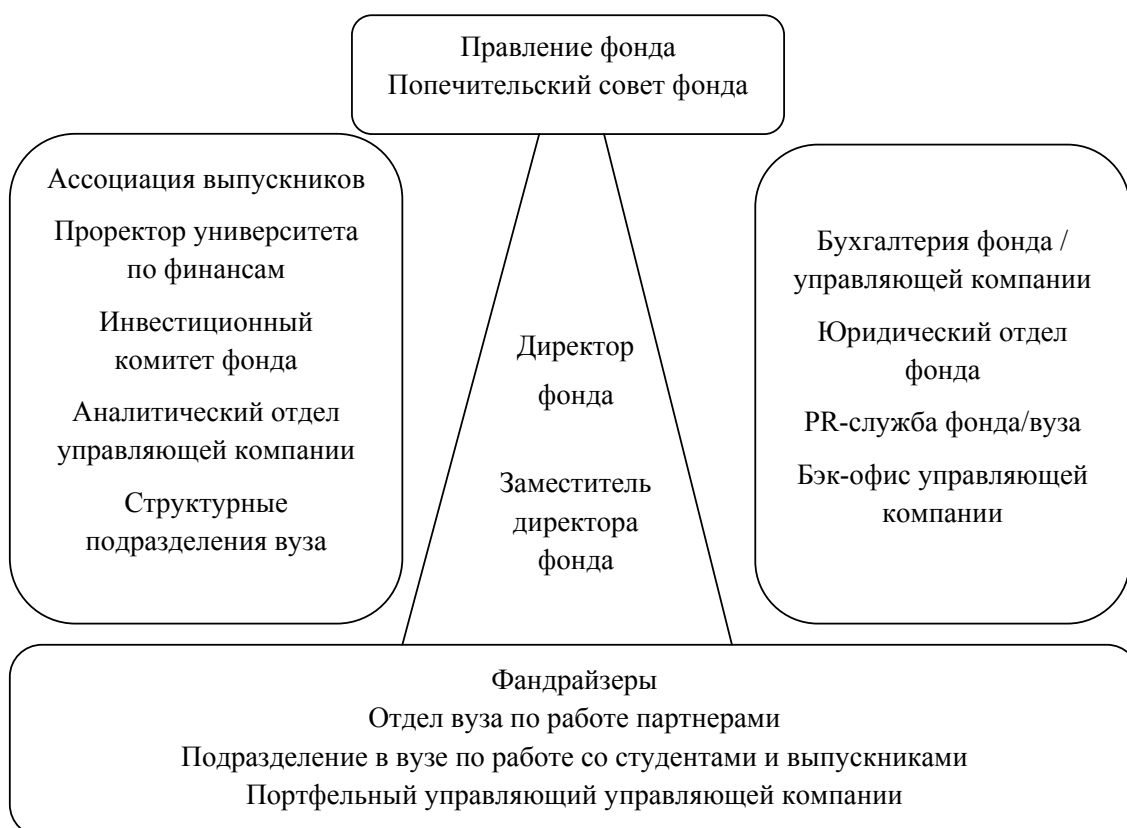 Правление фонда
Попечительский совет фонда
Ассоциация выпускников
Проректор университета
по финансам
Инвестиционный
комитет фонда
Аналитический отдел
управляющей компании
Структурные
подразделения вуза
Директор
фонда
Заместитель
директора
фонда
Бухгалтерия фонда /
управляющей компании
Юридический отдел
фонда
PR-служба фонда/вуза
Бэк-офис управляющей
компании
Фандрайзеры
Отдел вуза по работе партнерами
Подразделение в вузе по работе со студентами и выпускниками
Портфельный управляющий управляющей компании